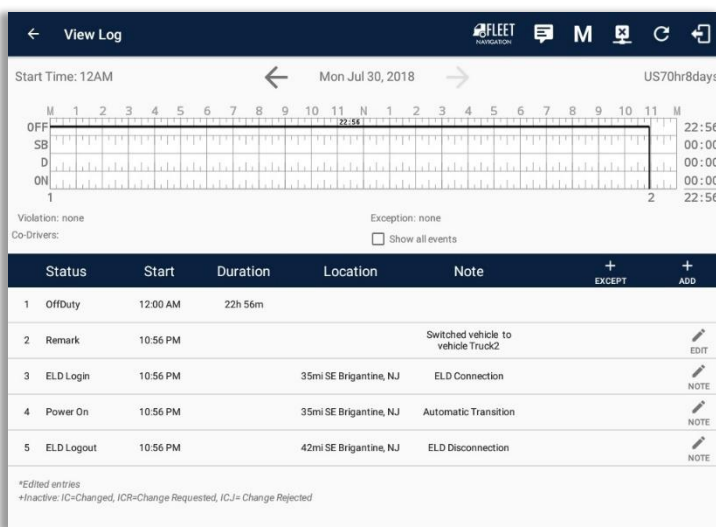 View Log
FLEET
NAVIGATION
M
Start Time: 12AM
Mon Jul 30, 2018
US70hr8days
M 1 2 3 4 5 6 7 8 9 10 11 N 1 2 3 4 5 6 7 8 9 10 11 M
22:56
OFF 22:56
SB 00:00
D 00:00
ON 00:00
1 2 22:56
Violation: none Exception: none
Co-Drivers: Show all events
Status Start Duration Location Note + EXCEPT + ADD
1 OffDuty 12:00 AM 22h 56m
2 Remark 10:56 PM Switched vehicle to
vehicle Truck2 EDIT
3 ELD Login 10:56 PM 35mi SE Brigantine, NJ ELD Connection NOTE
4 Power On 10:56 PM 35mi SE Brigantine, NJ Automatic Transition NOTE
5 ELD Logout 10:56 PM 42mi SE Brigantine, NJ ELD Disconnection NOTE
*Edited entries
+Inactive: IC=Changed, ICR=Change Requested, ICJ= Change Rejected